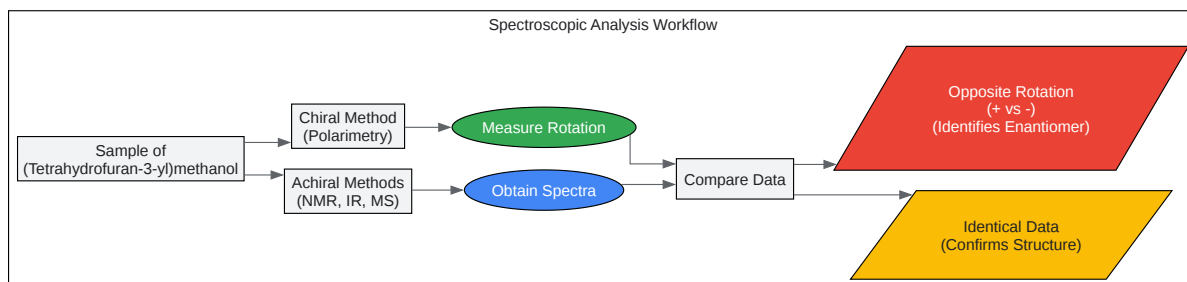 Spectroscopic Analysis Workflow
Sample of
(Tetrahydrofuran-3-yl)methanol
Chiral Method
(Polarimetry)
Achiral Methods
(NMR, IR, MS)
Measure Rotation
Obtain Spectra
Compare Data
Opposite Rotation
(+ vs -)
(Identifies Enantiomer)
Identical Data
(Confirms Structure)